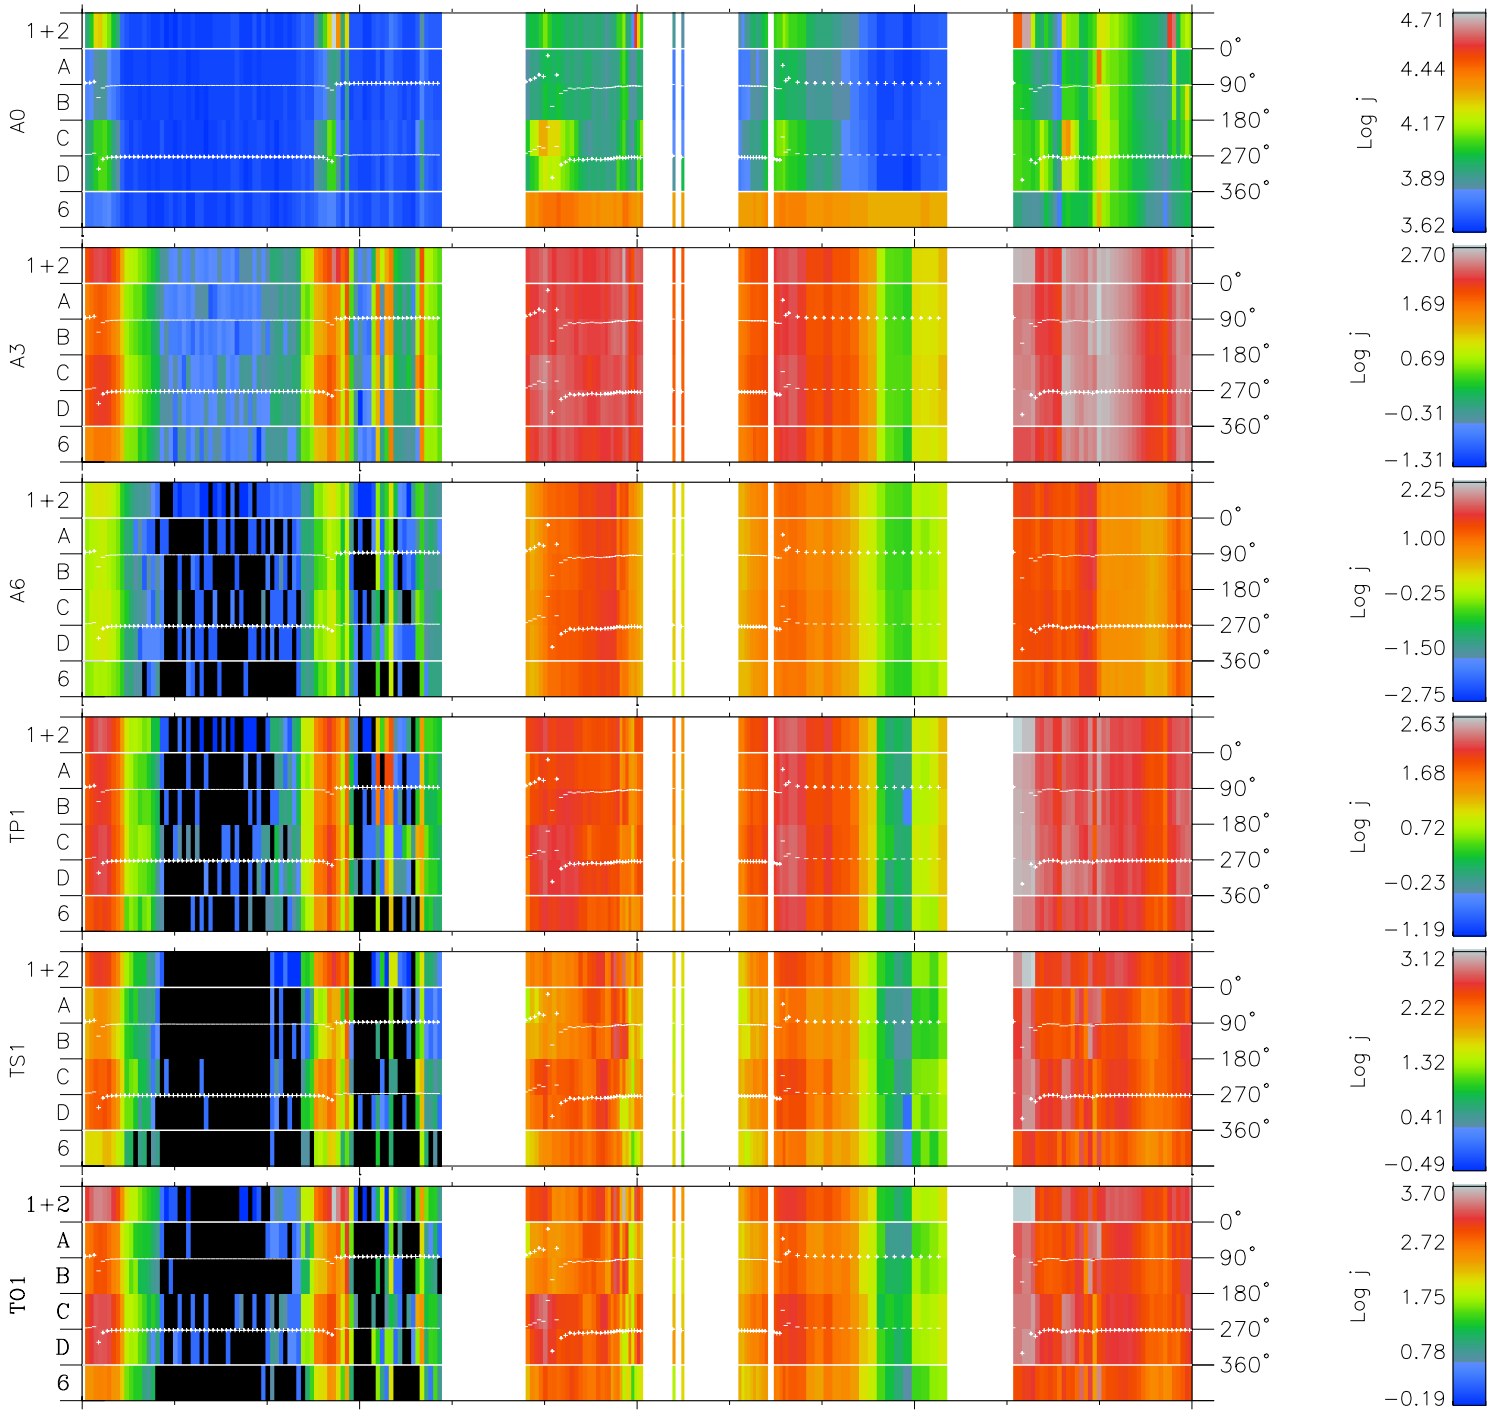 A0
1+2
A
B
C
D
6
0°
90°
180°
270°
360°
Log j
4.71
4.44
4.17
3.89
3.62
A3
1+2
A
B
C
D
6
0°
90°
180°
270°
360°
Log j
2.70
1.69
0.69
−0.31
−1.31
A6
1+2
A
B
C
D
6
0°
90°
180°
270°
360°
Log j
2.25
1.00
−0.25
−1.50
−2.75
TP1
1+2
A
B
C
D
6
0°
90°
180°
270°
360°
Log j
2.63
1.68
0.72
−0.23
−1.19
TS1
1+2
A
B
C
D
6
0°
90°
180°
270°
360°
Log j
3.12
2.22
1.32
0.41
−0.49
TO1
1+2
A
B
C
D
6
0°
90°
180°
270°
360°
Log j
3.70
2.72
1.75
0.78
−0.19